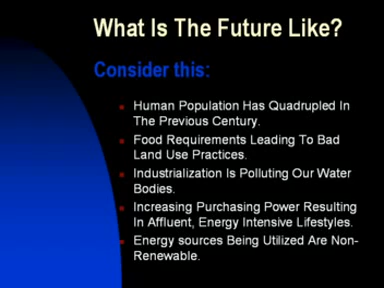 What Is The Future Like?
Consider this:
Human Population Has Quadrupled In
The Previous Century.
Food Requirements Leading To Bad
Land Use Practices.
Industrialization Is Polluting Our Water
Bodies.
Increasing Purchasing Power Resulting
In Affluent, Energy Intensive Lifestyles.
Energy sources Being Utilized Are Non-
Renewable.